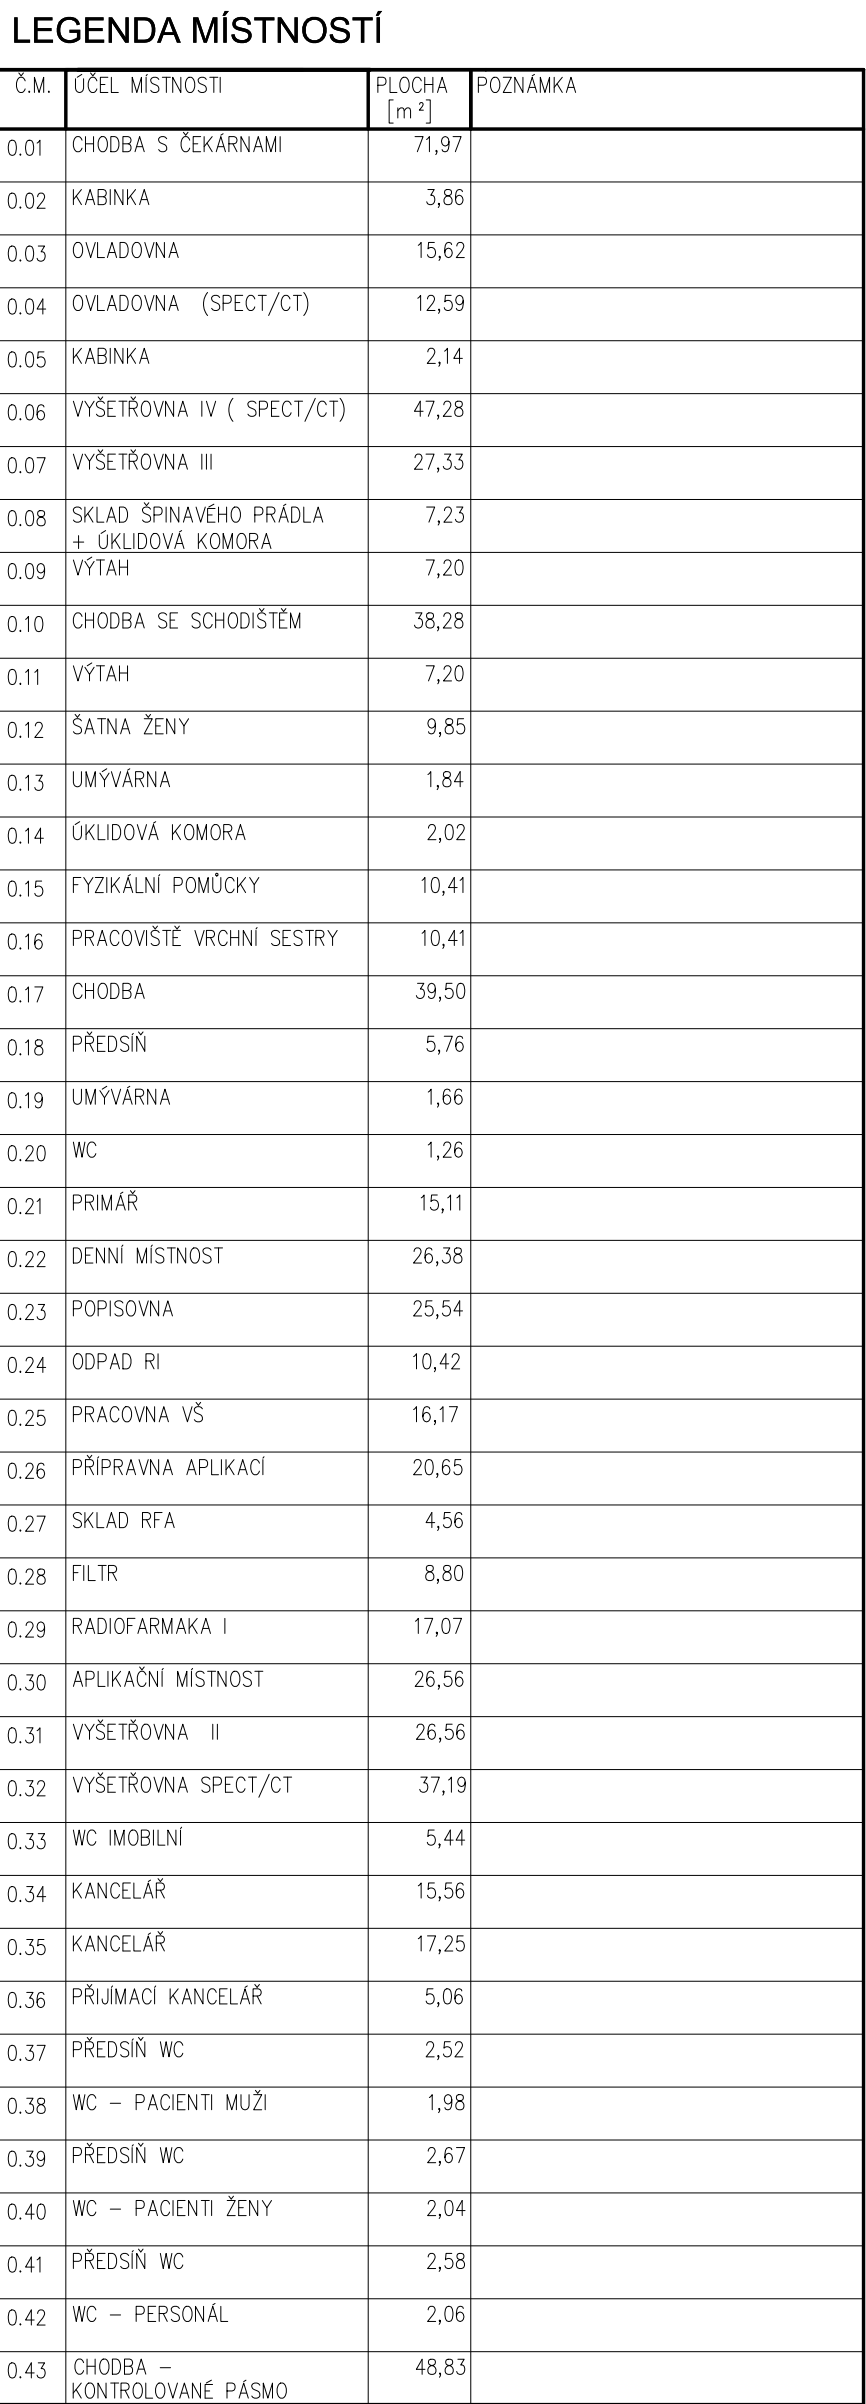 LEGENDA MÍSTNOSTÍ
Č.M. ÚČEL MÍSTNOSTI PLOCHA POZNÁMKA
[m²]
0.01 CHODBA S ČEKÁRNAMI 71,97
0.02 KABINKA 3,86
0.03 OVLADOVNA 15,62
0.04 OVLADOVNA (SPECT/CT) 12,59
0.05 KABINKA 2,14
0.06 VYŠETŘOVNA IV ( SPECT/CT) 47,28
0.07 VYŠETŘOVNA III 27,33
0.08 SKLAD ŠPINAVÉHO PRÁDLA 7,23
+ ÚKLIDOVÁ KOMORA
0.09 VÝTAH 7,20
0.10 CHODBA SE SCHODIŠTĚM 38,28
0.11 VÝTAH 7,20
0.12 ŠATNA ŽENY 9,85
0.13 UMÝVÁRNA 1,84
0.14 ÚKLIDOVÁ KOMORA 2,02
0.15 FYZIKÁLNÍ POMŮCKY 10,41
0.16 PRACOVIŠTĚ VRCHNÍ SESTRY 10,41
0.17 CHODBA 39,50
0.18 PŘEDSÍŇ 5,76
0.19 UMÝVÁRNA 1,66
0.20 WC 1,26
0.21 PRIMÁŘ 15,11
0.22 DENNÍ MÍSTNOST 26,38
0.23 POPISOVNA 25,54
0.24 ODPAD RI 10,42
0.25 PRACOVNA VŠ 16,17
0.26 PŘÍPRAVNA APLIKACÍ 20,65
0.27 SKLAD RFA 4,56
0.28 FILTR 8,80
0.29 RADIOFARMAKA I 17,07
0.30 APLIKAČNÍ MÍSTNOST 26,56
0.31 VYŠETŘOVNA II 26,56
0.32 VYŠETŘOVNA SPECT/CT 37,19
0.33 WC IMOBILNÍ 5,44
0.34 KANCELÁŘ 15,56
0.35 KANCELÁŘ 17,25
0.36 PŘIJÍMACÍ KANCELÁŘ 5,06
0.37 PŘEDSÍŇ WC 2,52
0.38 WC – PACIENTI MUŽI 1,98
0.39 PŘEDSÍŇ WC 2,67
0.40 WC – PACIENTI ŽENY 2,04
0.41 PŘEDSÍŇ WC 2,58
0.42 WC – PERSONÁL 2,06
0.43 CHODBA – 48,83
KONTROLOVANÉ PÁSMO